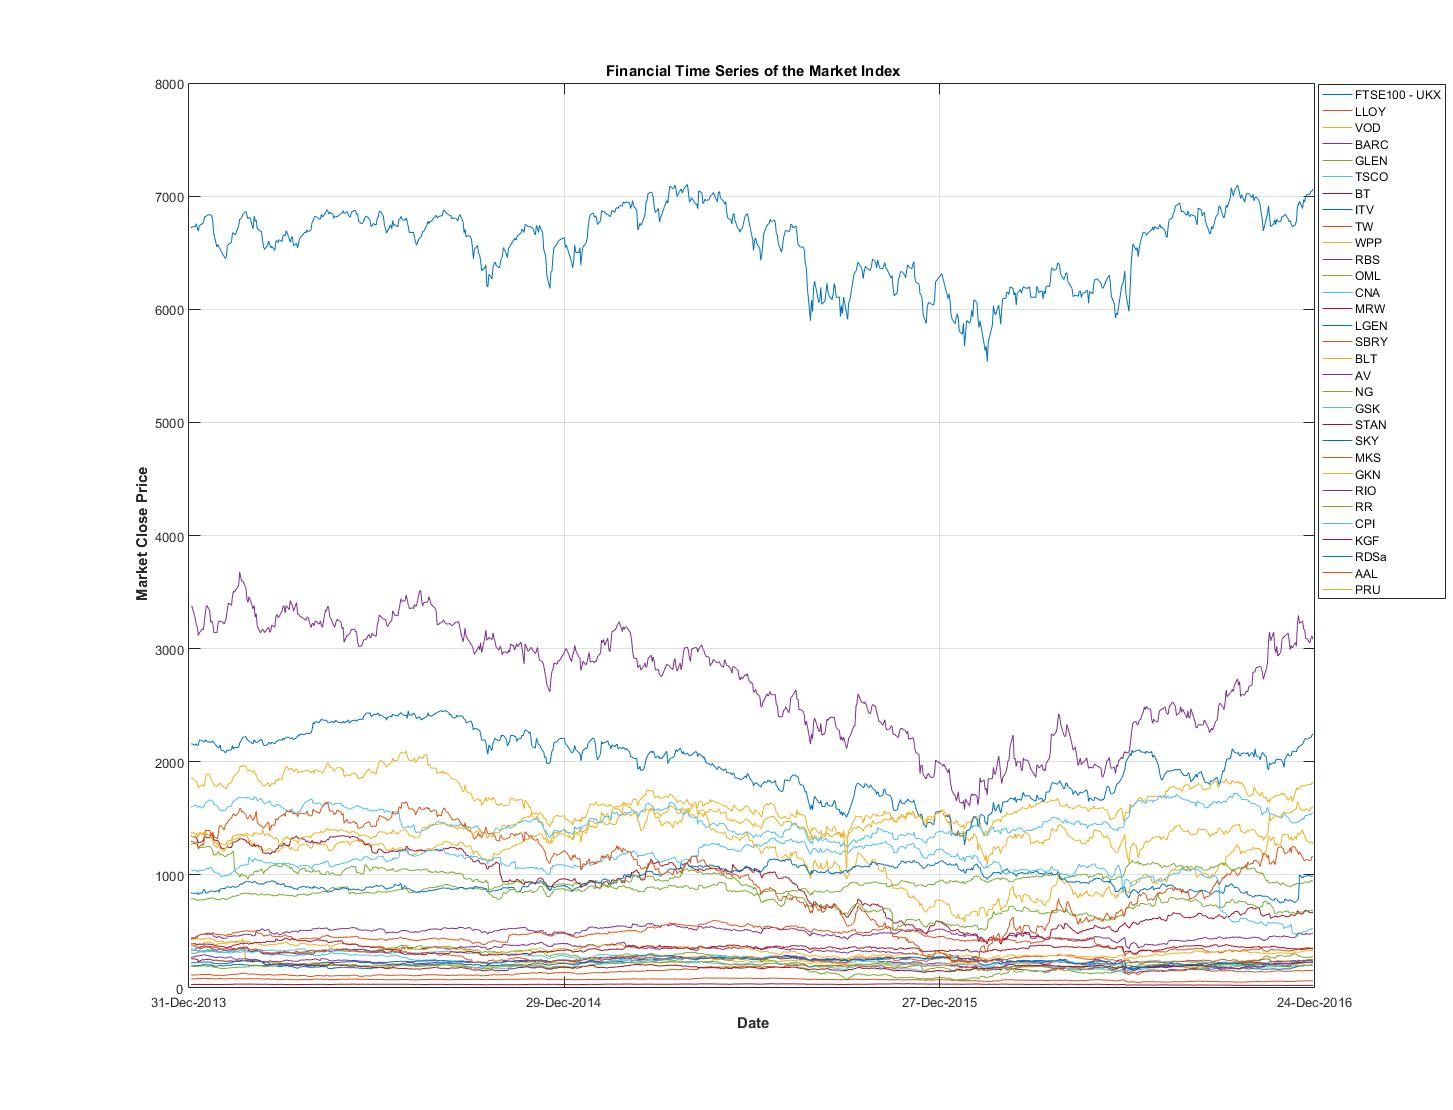 Financial Time Series of the Market Index
8000
7000
6000
5000
4000
3000
2000
1000
0
Market Close Price
31-Dec-2013
29-Dec-2014
27-Dec-2015
24-Dec-2016
Date
FTSE100 - UKX
LLOY
VOD
BARC
GLEN
TSCO
BT
ITV
TW
WPP
RBS
OML
CNA
MRW
LGEN
SBRY
BLT
AV
NG
GSK
STAN
SKY
MKS
GKN
RIO
RR
CPI
KGF
RDSa
AAL
PRU